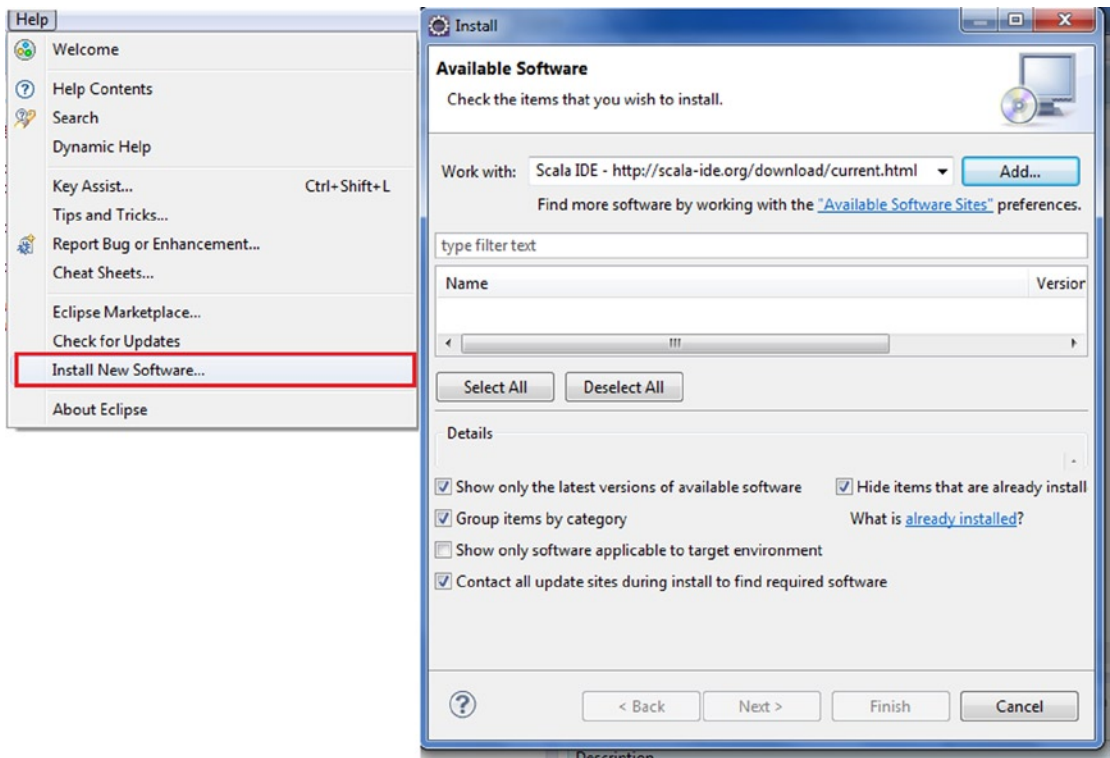 Help
Welcome
Help Contents
Search
Dynamic Help
Key Assist... Ctrl+Shift+L
Tips and Tricks...
Report Bug or Enhancement...
Cheat Sheets...
Eclipse Marketplace...
Check for Updates
Install New Software...
About Eclipse
Install
Available Software
Check the items that you wish to install.
Work with: Scala IDE - http://scala-ide.org/download/current.html Add...
Find more software by working with the "Available Software Sites" preferences.
type filter text
Name Version
Select All Deselect All
Details
Show only the latest versions of available software Hide items that are already install
Group items by category What is already installed?
Show only software applicable to target environment
Contact all update sites during install to find required software
< Back Next > Finish Cancel
Description